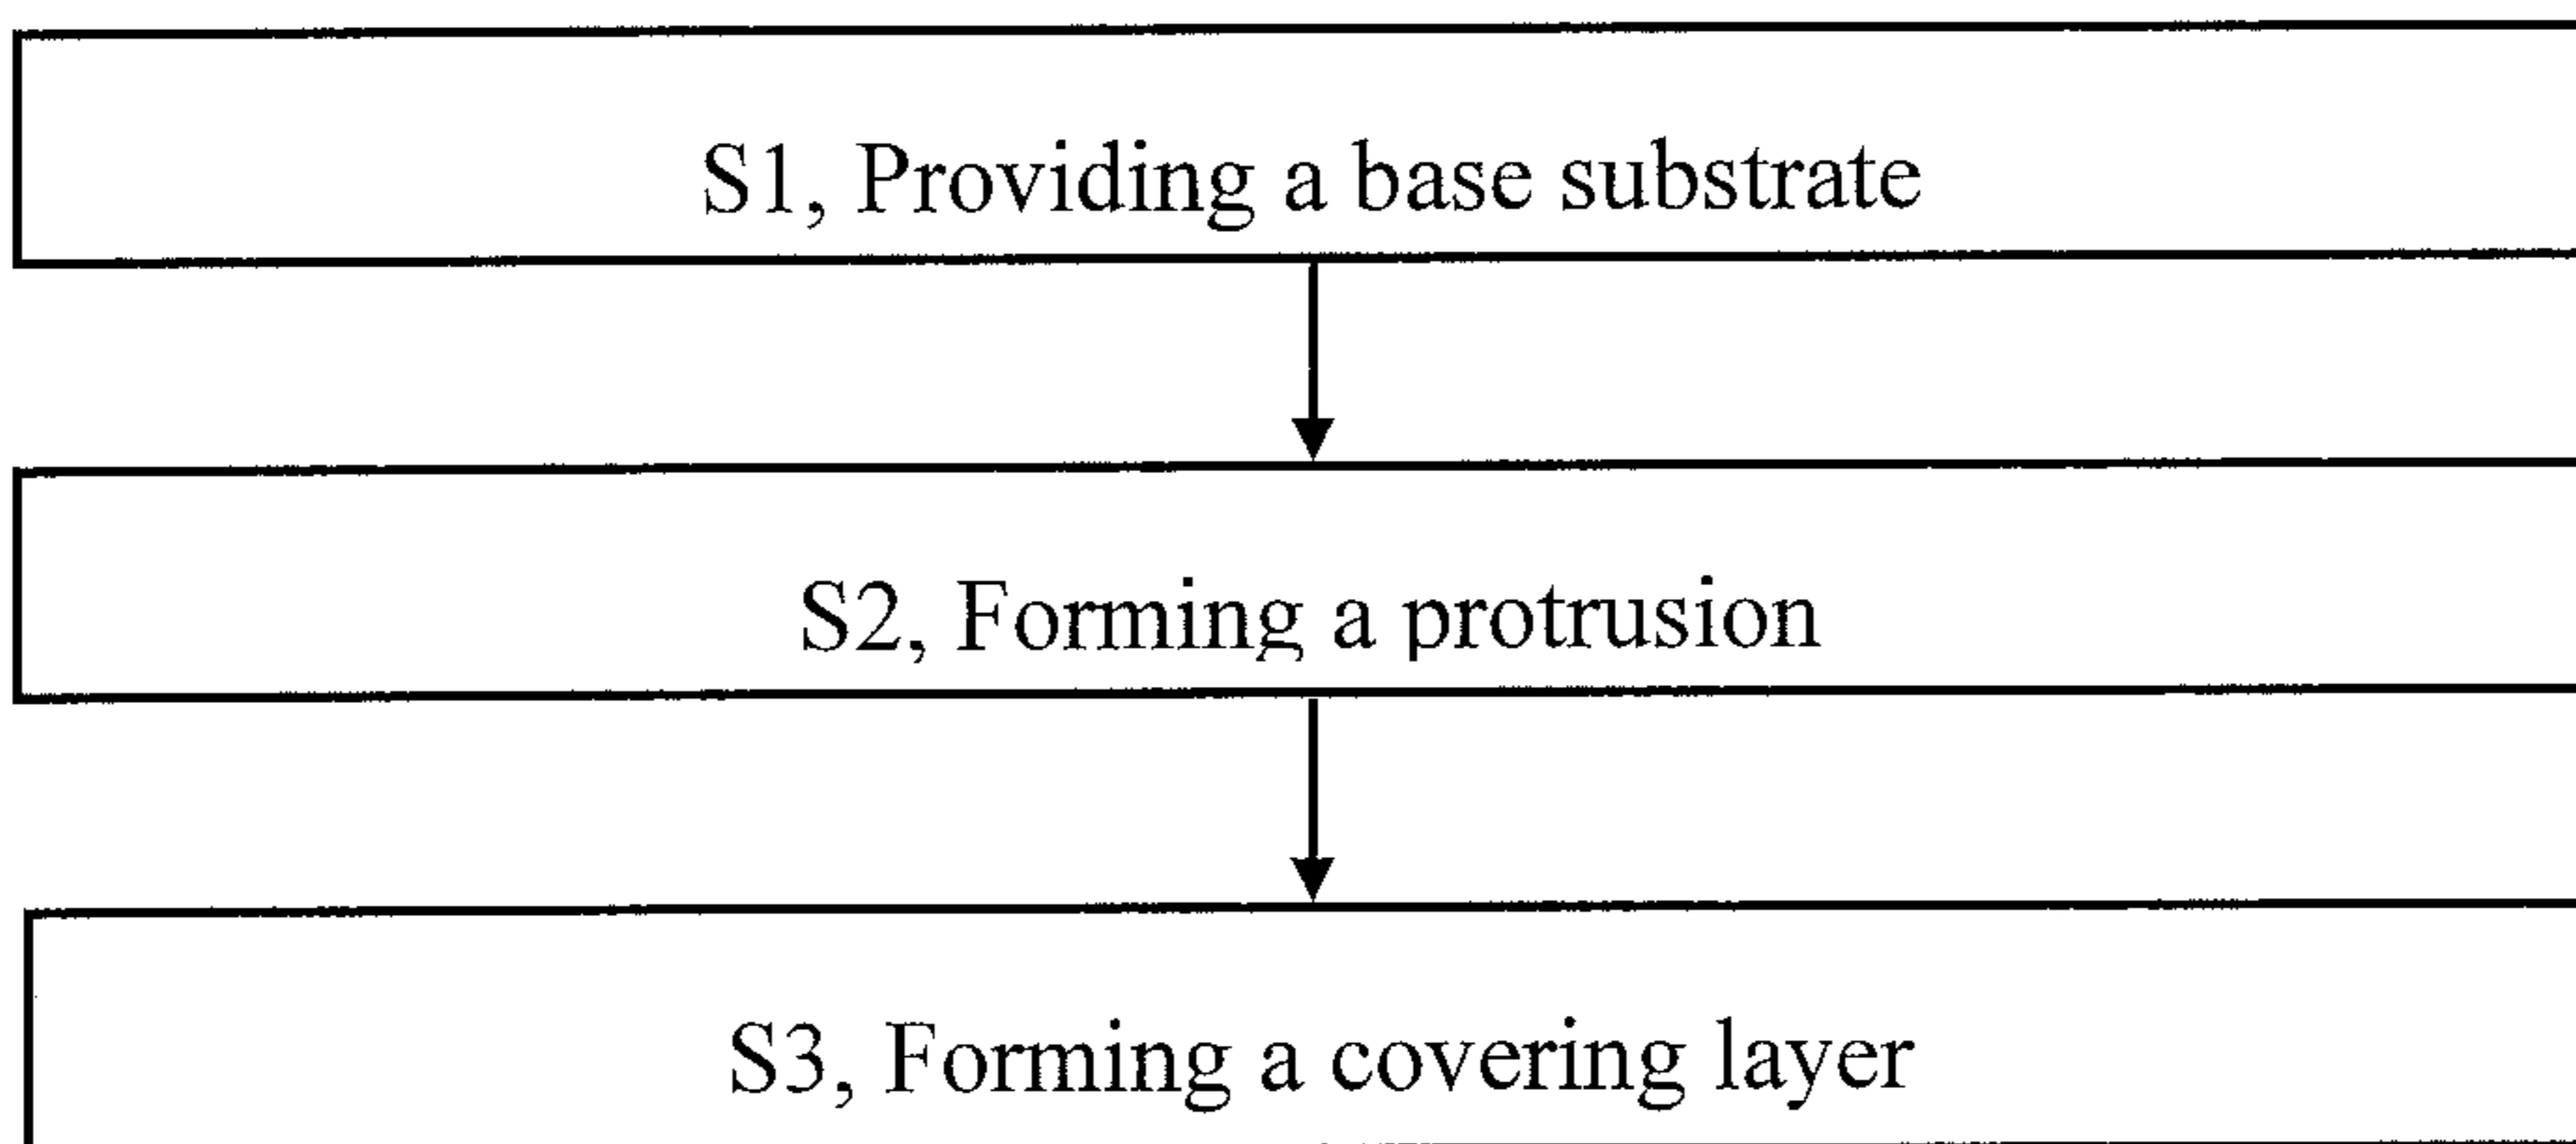 S1, Providing a base substrate
S2, Forming a protrusion
S3, Forming a covering layer